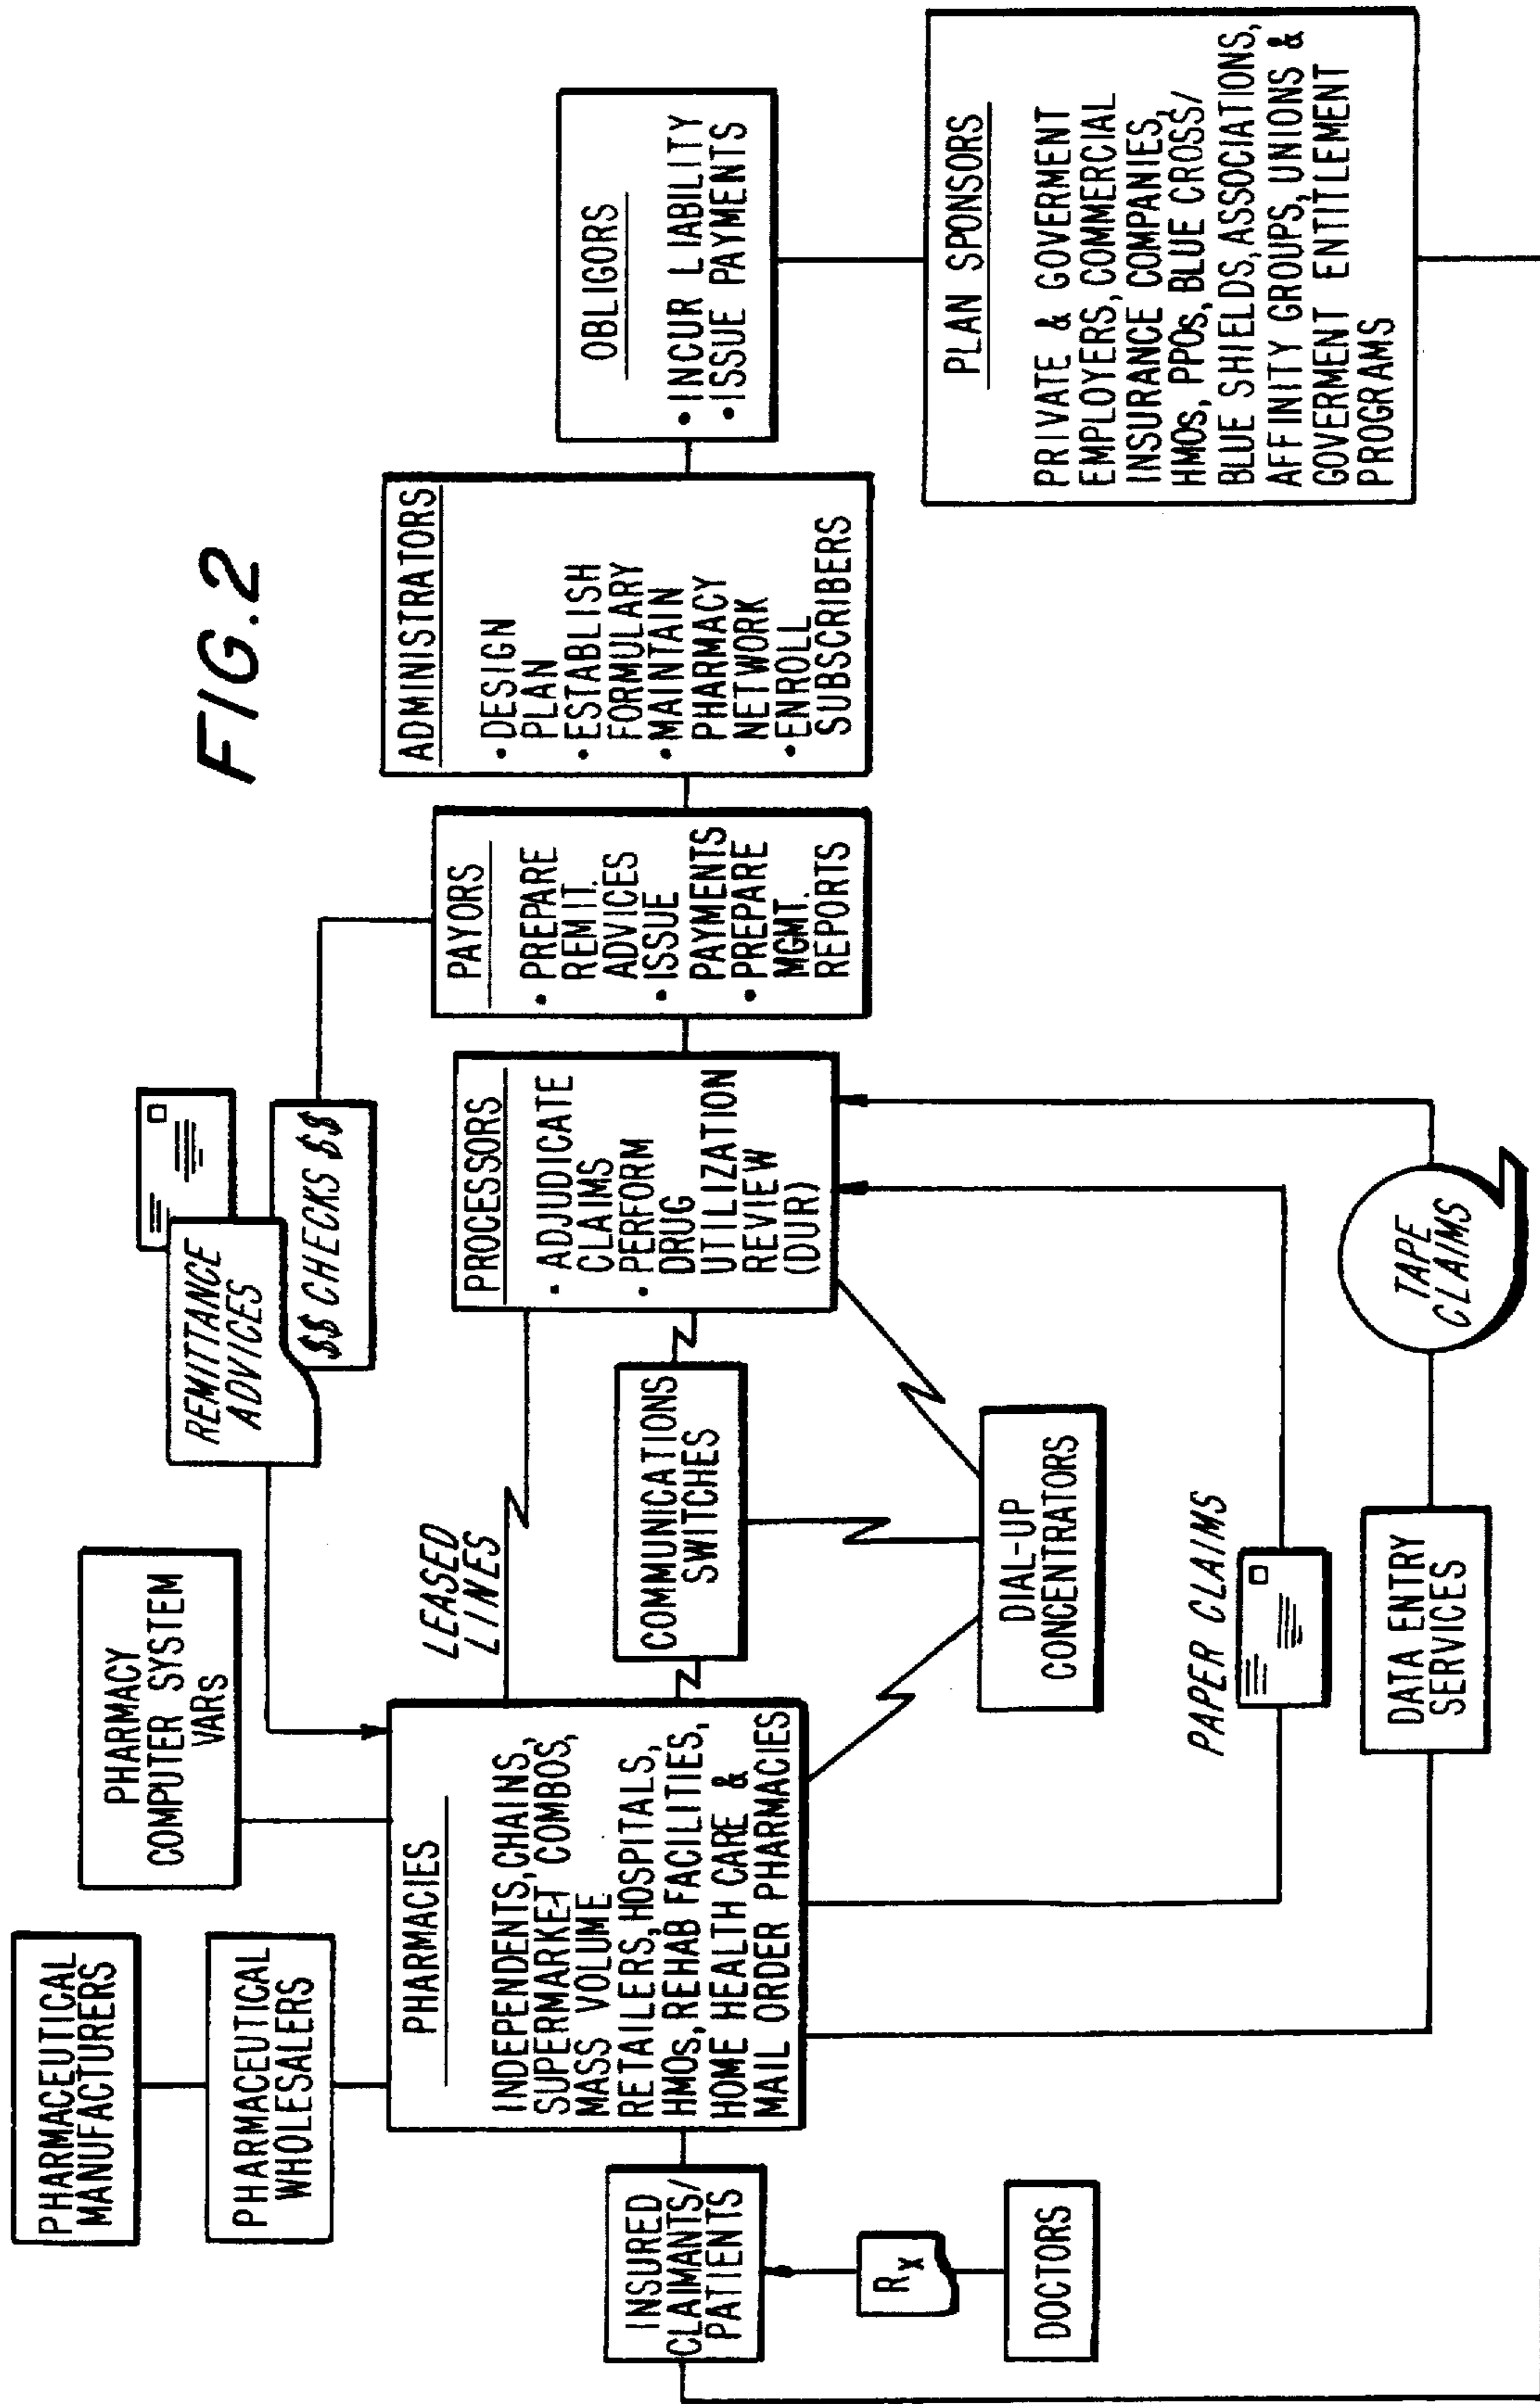 FIG. 2
PHARMACEUTICAL
MANUFACTURERS
PHARMACEUTICAL
WHOLESALERS
PHARMACY
COMPUTER SYSTEM
VARs
REMITTANCE
ADVICES
$$ CHECKS $$
INSURED
CLAIMANTS/
PATIENTS
Rx
DOCTORS
PHARMACIES
INDEPENDENTS, CHAINS,
SUPERMARKET COMBOS,
MASS VOLUME
RETAILERS, HOSPITALS,
HMOs, REHAB FACILITIES,
HOME HEALTH CARE &
MAIL ORDER PHARMACIES
LEASED
LINES
COMMUNICATIONS
SWITCHES
DIAL-UP
CONCENTRATORS
PAPER CLAIMS
DATA ENTRY
SERVICES
TAPE
CLAIMS
PROCESSORS
• ADJUDICATE
CLAIMS
• PERFORM
DRUG
UTILIZATION
REVIEW
(DUR)
PAYORS
• PREPARE
REMIT.
ADVICES
• ISSUE
PAYMENTS
• PREPARE
MGMT.
REPORTS
ADMINISTRATORS
• DESIGN
PLAN
• ESTABLISH
FORMULARY
• MAINTAIN
PHARMACY
NETWORK
• ENROLL
SUBSCRIBERS
OBLIGORS
• INCUR LIABILITY
• ISSUE PAYMENTS
PLAN SPONSORS
PRIVATE & GOVERMENT
EMPLOYERS, COMMERCIAL
INSURANCE COMPANIES,
HMOs, PPOs, BLUE CROSS/
BLUE SHIELDS, ASSOCIATIONS,
AFFINITY GROUPS, UNIONS &
GOVERMENT ENTITLEMENT
PROGRAMS